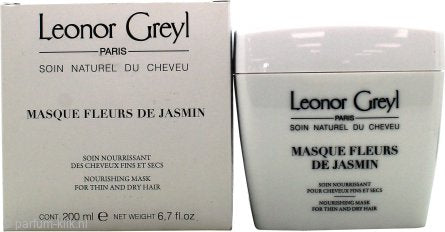 Leonor Greyl
PARIS
SOIN NATUREL DU CHEVEU
MASQUE FLEURS DE JASMIN
SOIN NOURRISSANT
DES CHEVEUX FINS ET SECS
NOURISHING MASK
FOR THIN AND DRY HAIR
CONT. 200 ml e NET WEIGHT 6,7 fl.oz
Leonor Greyl
PARIS
SOIN NATUREL DU CHEVEU
MASQUE FLEURS
DE JASMIN
SOIN NOURRISSANT
POUR CHEVEUX FINS ET SECS
NOURISHING MASK
FOR THIN AND DRY HAIR
© parfum-klik.nl